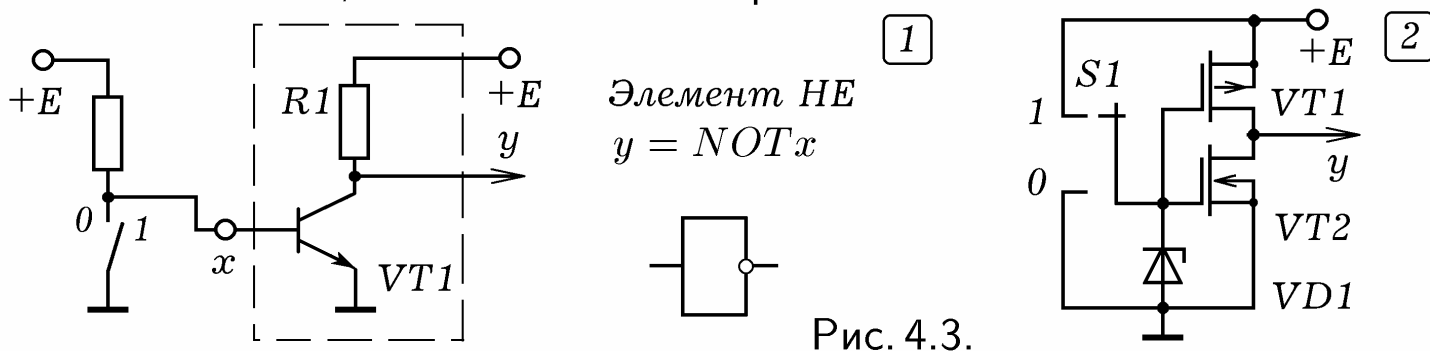 +E
R1
+E
y
0
1
x
VT1
1
Элемент НЕ
y = NOTx
Рис. 4.3.
2
+E
S1
VT1
1
y
0
VT2
VD1